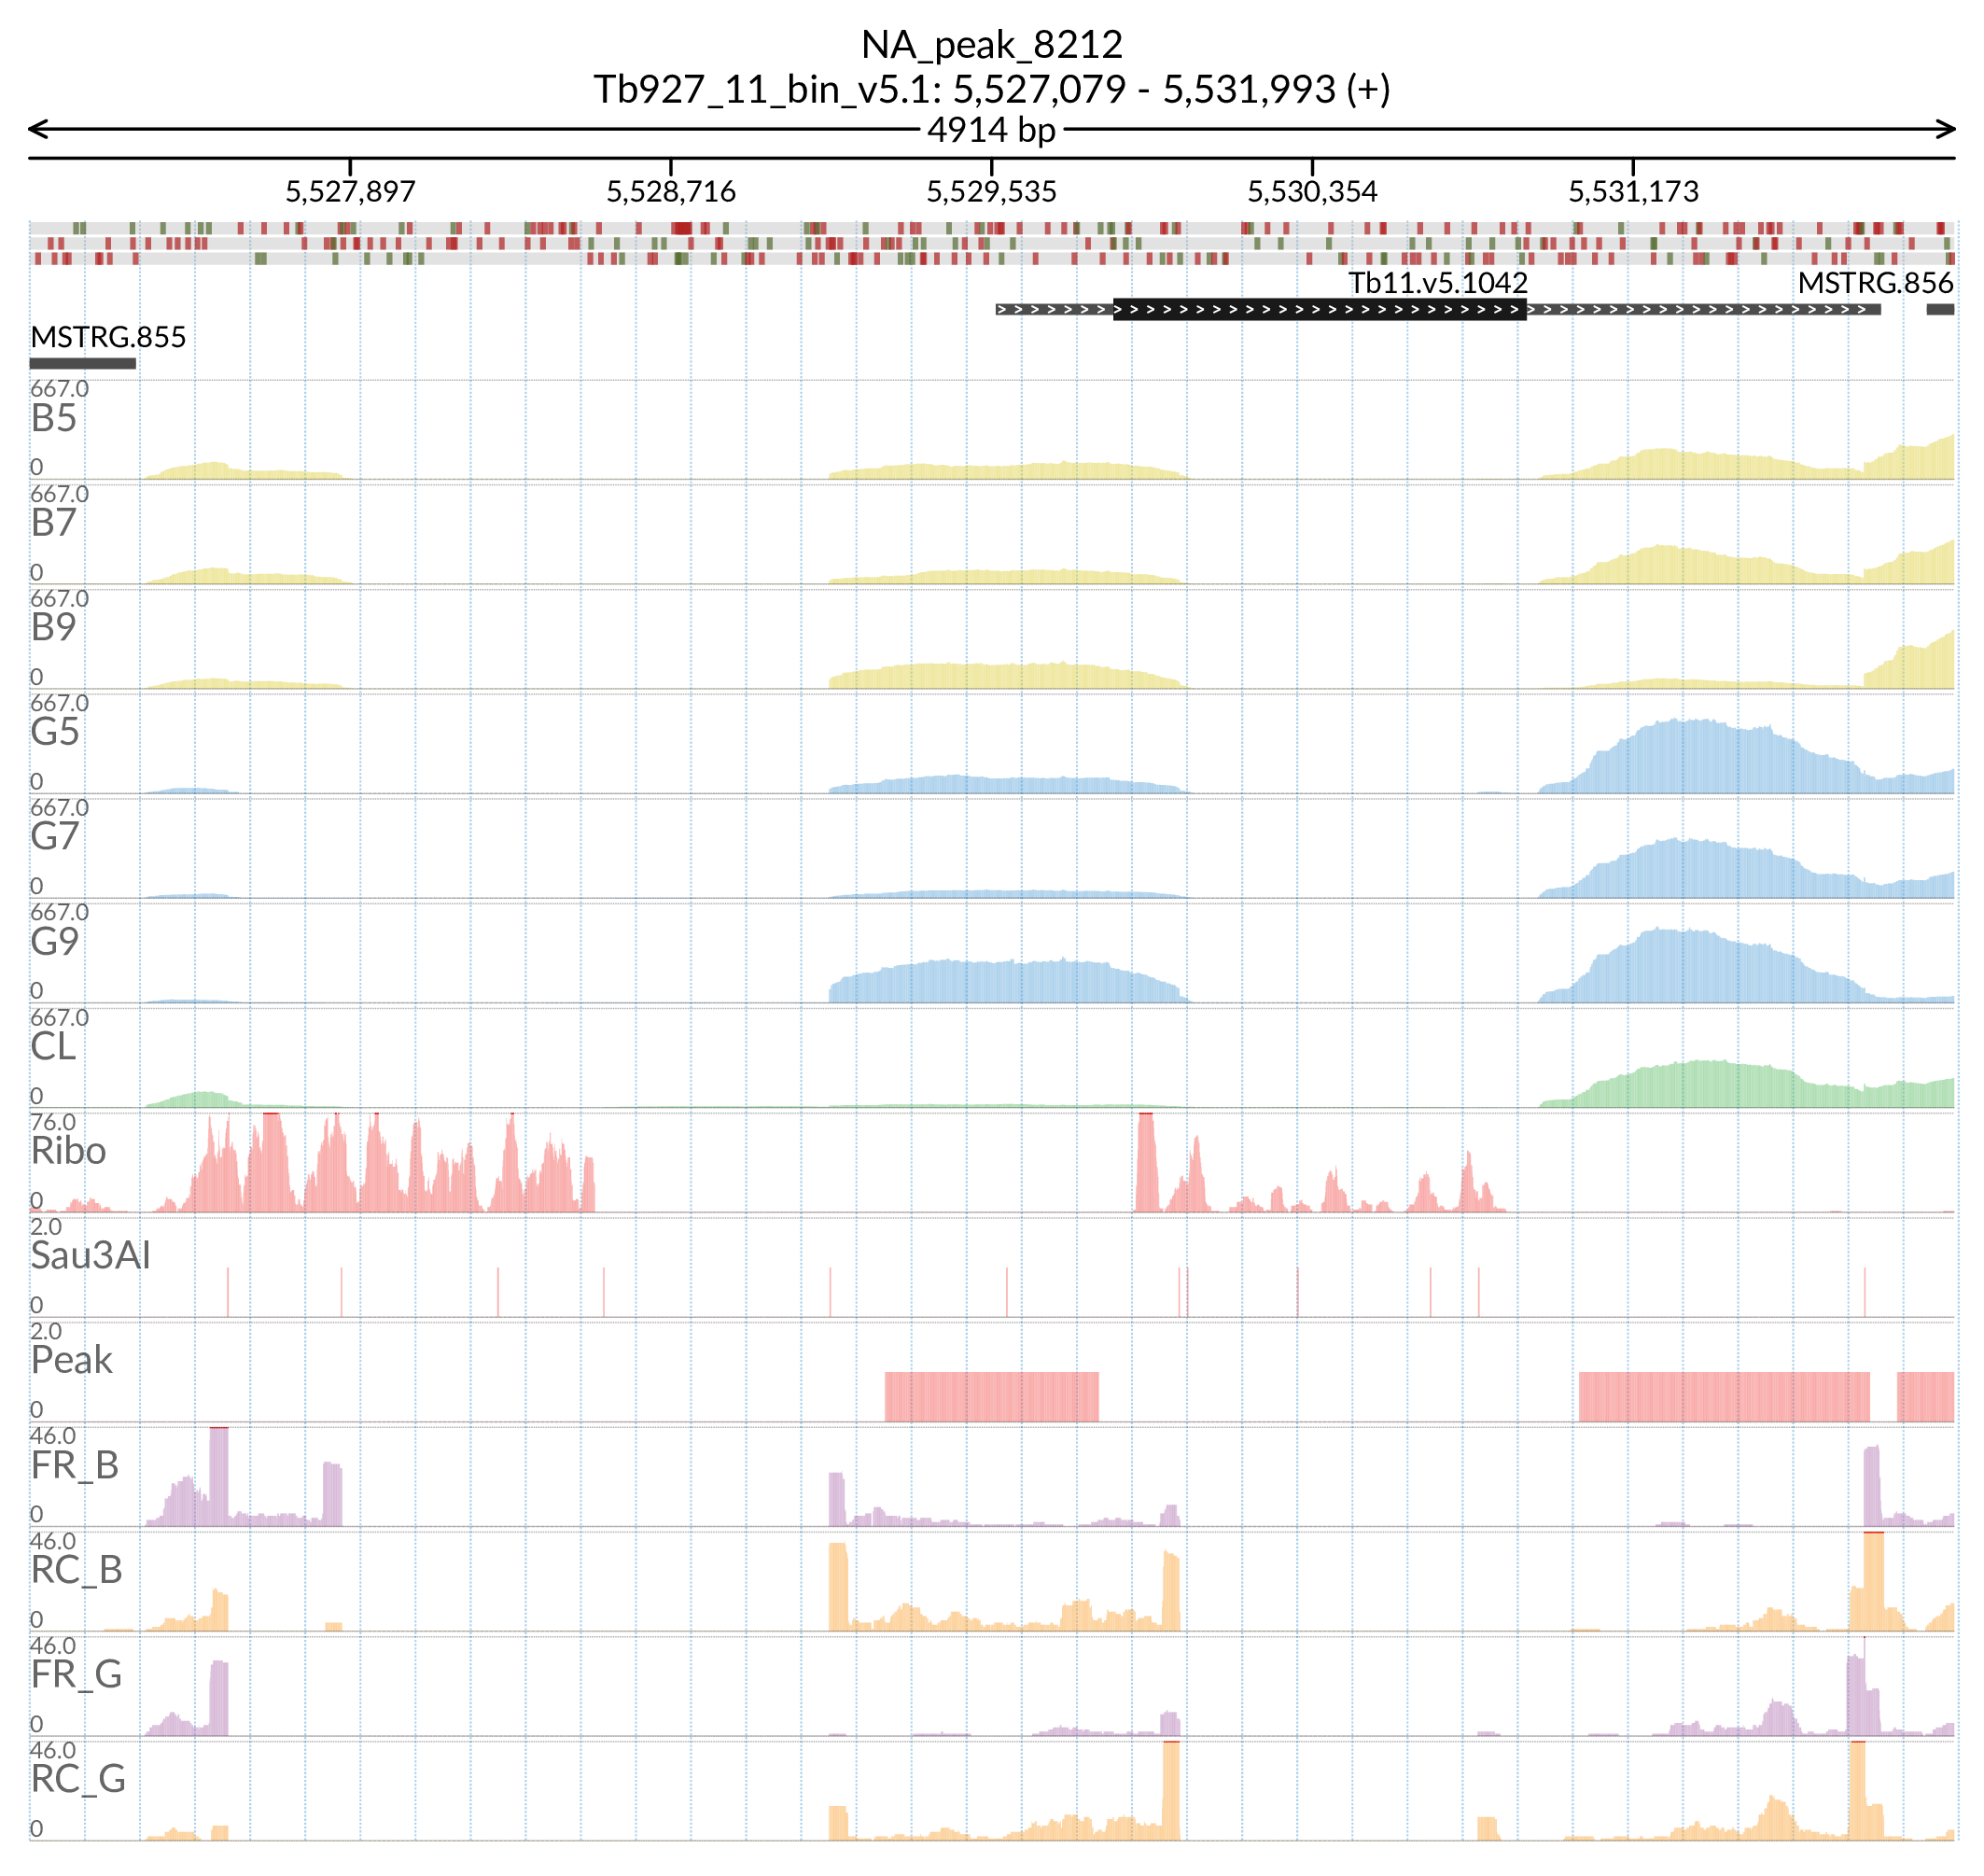 NA_peak_8212
Tb927_11_bin_v5.1: 5,527,079 - 5,531,993 (+)
4914 bp
5,527,897 5,528,716 5,529,535 5,530,354 5,531,173
Tb11.v5.1042 MSTRG.856
MSTRG.855
667.0
B5
0
667.0
B7
0
667.0
B9
0
667.0
G5
0
667.0
G7
0
667.0
G9
0
667.0
CL
0
76.0
Ribo
0
2.0
Sau3AI
0
2.0
Peak
0
46.0
FR_B
0
46.0
RC_B
0
46.0
FR_G
0
46.0
RC_G
0